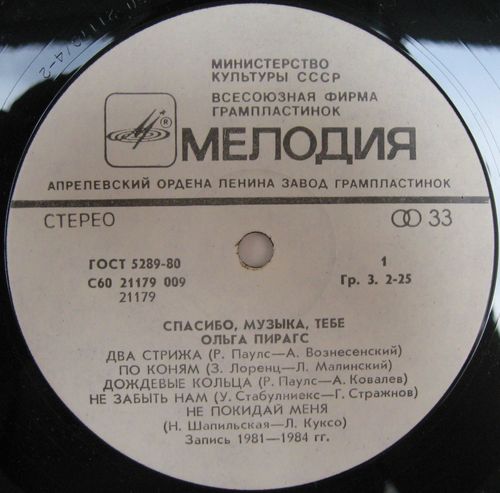 21179/4-2
МИНИСТЕРСТВО
КУЛЬТУРЫ СССР
ВСЕСОЮЗНАЯ ФИРМА
ГРАМПЛАСТИНОК
МЕЛОДИЯ
АПРЕЛЕВСКИЙ ОРДЕНА ЛЕНИНА ЗАВОД ГРАМПЛАСТИНОК
СТЕРЕО 33
ГОСТ 5289-80 1
С60 21179 009 Гр. 3. 2-25
21179
СПАСИБО, МУЗЫКА, ТЕБЕ
ОЛЬГА ПИРАГС
ДВА СТРИЖА (Р. Паулс—А. Вознесенский)
ПО КОНЯМ (З. Лоренц—Л. Малинский)
ДОЖДЕВЫЕ КОЛЬЦА (Р. Паулс—А. Ковалев)
НЕ ЗАБЫТЬ НАМ (У. Стабулниекс—Г. Стражнов)
НЕ ПОКИДАЙ МЕНЯ
(Н. Шапильская—Л. Куксо)
Запись 1981—1984 гг.